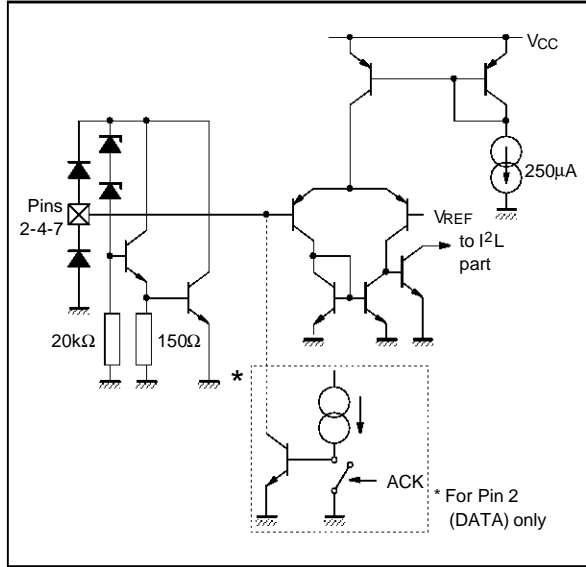 VCC
250µA
Pins
2-4-7
VREF
to I²L
part
20kΩ
150Ω
*
ACK
* For Pin 2
(DATA) only